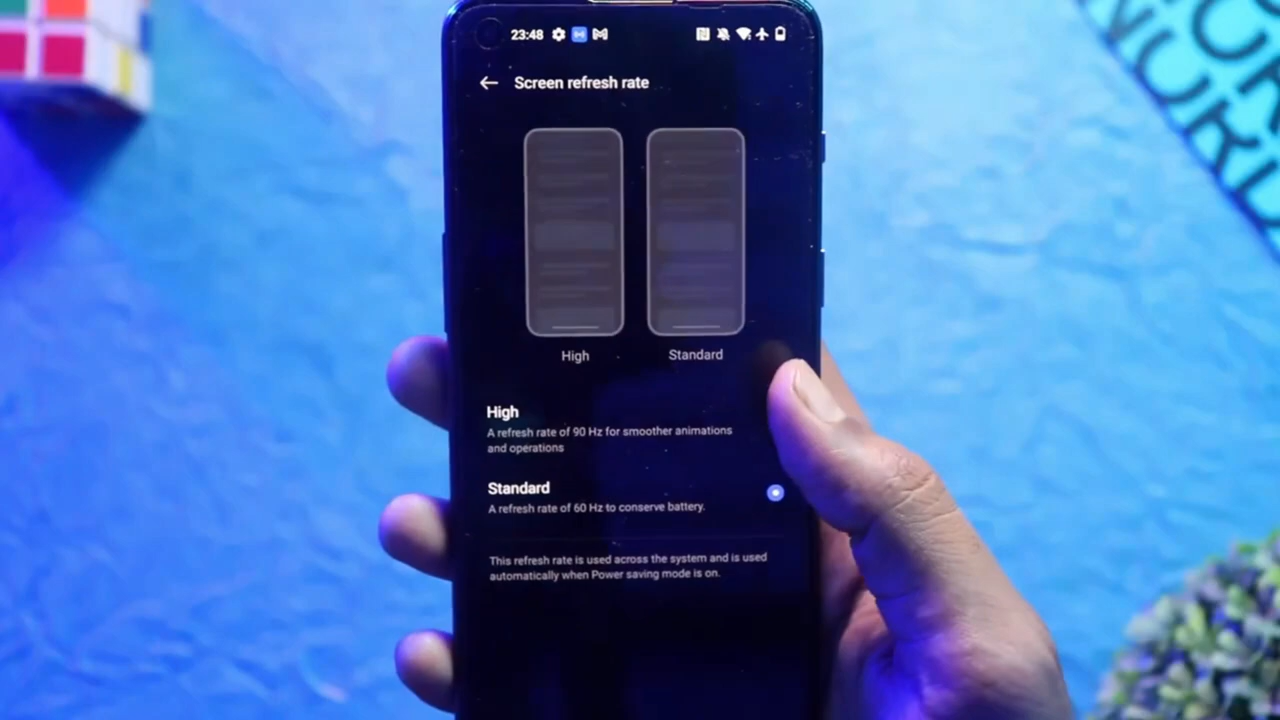 23:48
Screen refresh rate
High
Standard
High
A refresh rate of 90 Hz for smoother animations
and operations
Standard
A refresh rate of 60 Hz to conserve battery.
This refresh rate is used across the system and is used
automatically when Power saving mode is on.